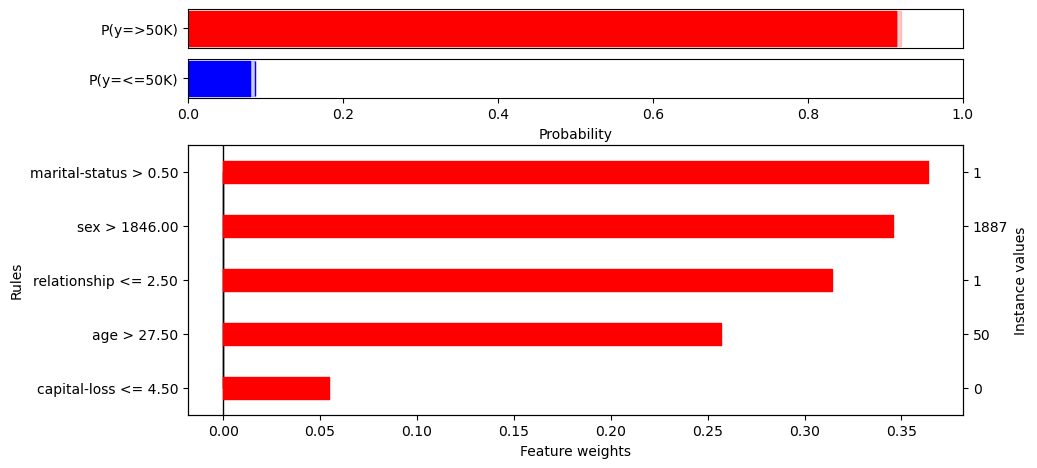 P(y=>50K)
P(y=<=50K)
0.0 0.2 0.4 0.6 0.8 1.0
Probability
marital-status > 0.50 1
sex > 1846.00 1887
relationship <= 2.50 1
age > 27.50 50
capital-loss <= 4.50 0
Rules
Instance values
0.00 0.05 0.10 0.15 0.20 0.25 0.30 0.35
Feature weights